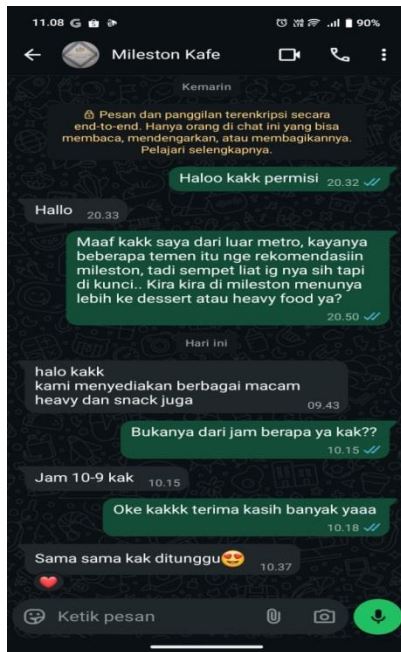 11.08 G
90%
Mileston Kafe
Kemarin
Pesan dan panggilan terenkripsi secara
end-to-end. Hanya orang di chat ini yang bisa
membaca, mendengarkan, atau membagikannya.
Pelajari selengkapnya.
Haloo kakk permisi 20.32
Hallo 20.33
Maaf kakk saya dari luar metro, kayanya
beberapa temen itu nge rekomendasiin
mileston, tadi sempet liat ig nya sih tapi
di kunci.. Kira kira di mileston menunya
lebih ke dessert atau heavy food ya?
20.50
Hari ini
halo kakk
kami menyediakan berbagai macam
heavy dan snack juga 09.43
Bukanya dari jam berapa ya kak??
10.15
Jam 10-9 kak 10.15
Oke kakkk terima kasih banyak yaaa
10.18
Sama sama kak ditunggu😍 10.37
❤️
Ketik pesan